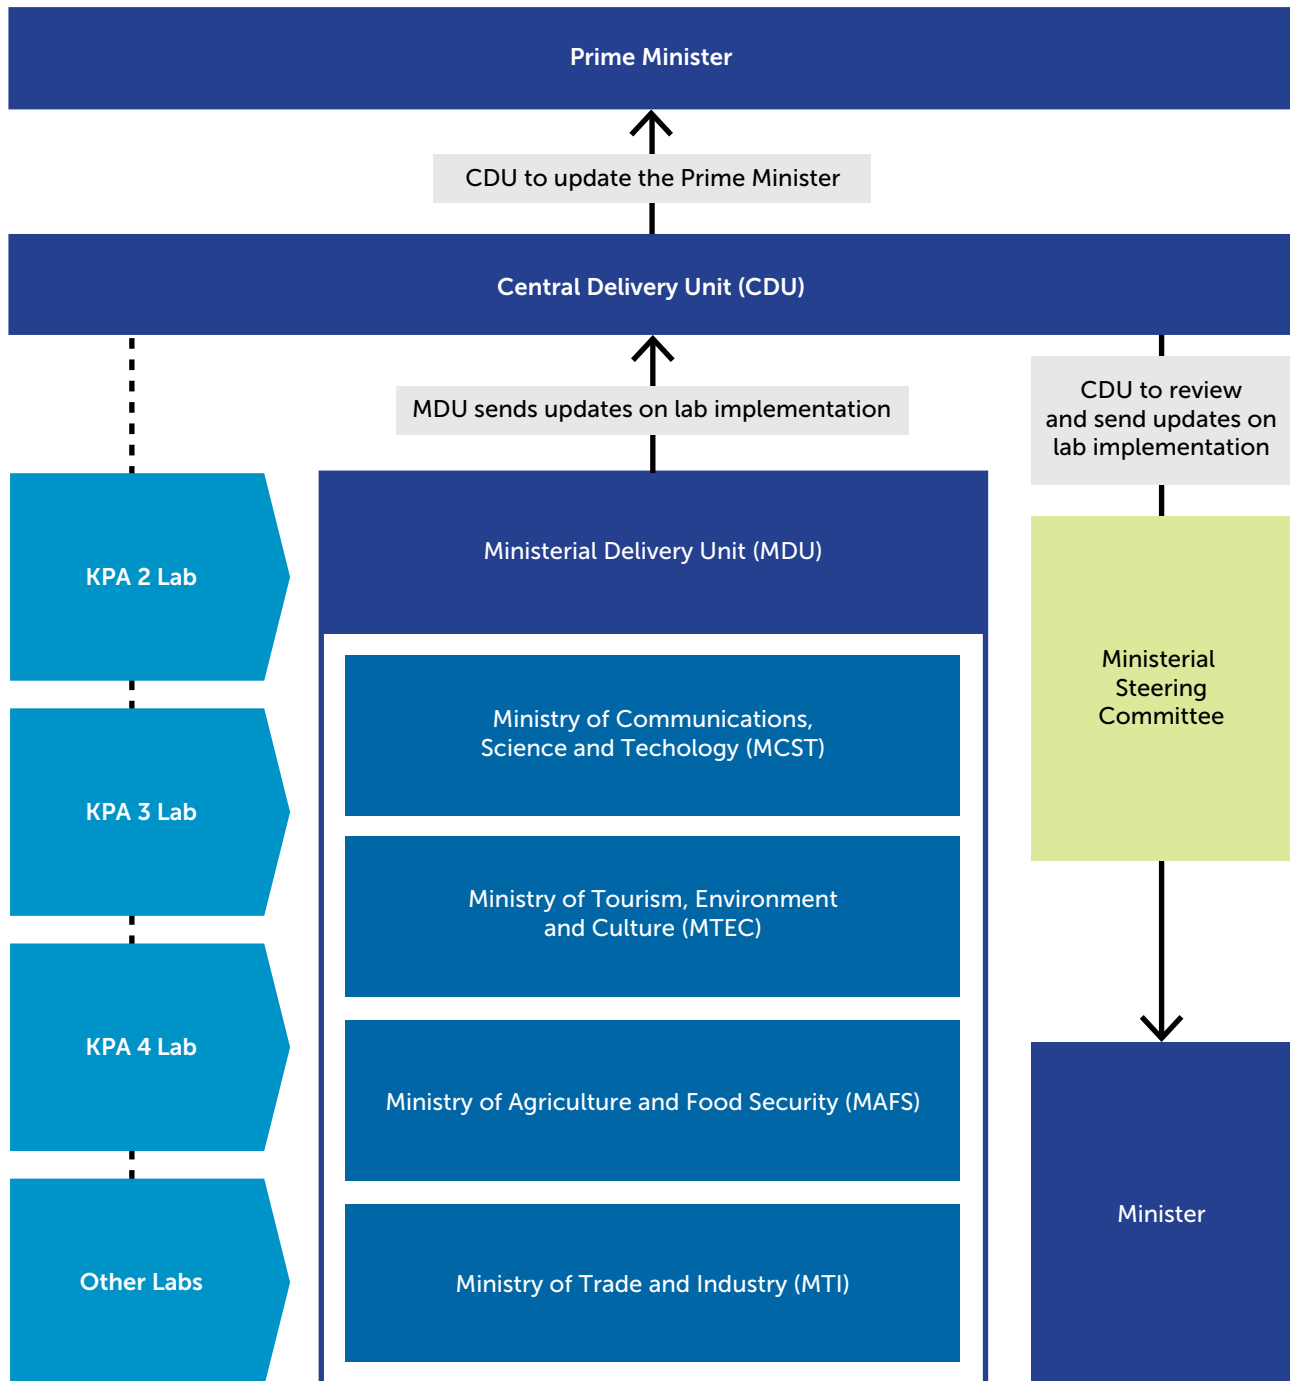 Prime Minister
CDU to update the Prime Minister
Central Delivery Unit (CDU)
MDU sends updates on lab implementation
CDU to review
and send updates on
lab implementation
KPA 2 Lab
KPA 3 Lab
KPA 4 Lab
Other Labs
Ministerial Delivery Unit (MDU)
Ministry of Communications,
Science and Techology (MCST)
Ministry of Tourism, Environment
and Culture (MTEC)
Ministry of Agriculture and Food Security (MAFS)
Ministry of Trade and Industry (MTI)
Ministerial
Steering
Committee
Minister